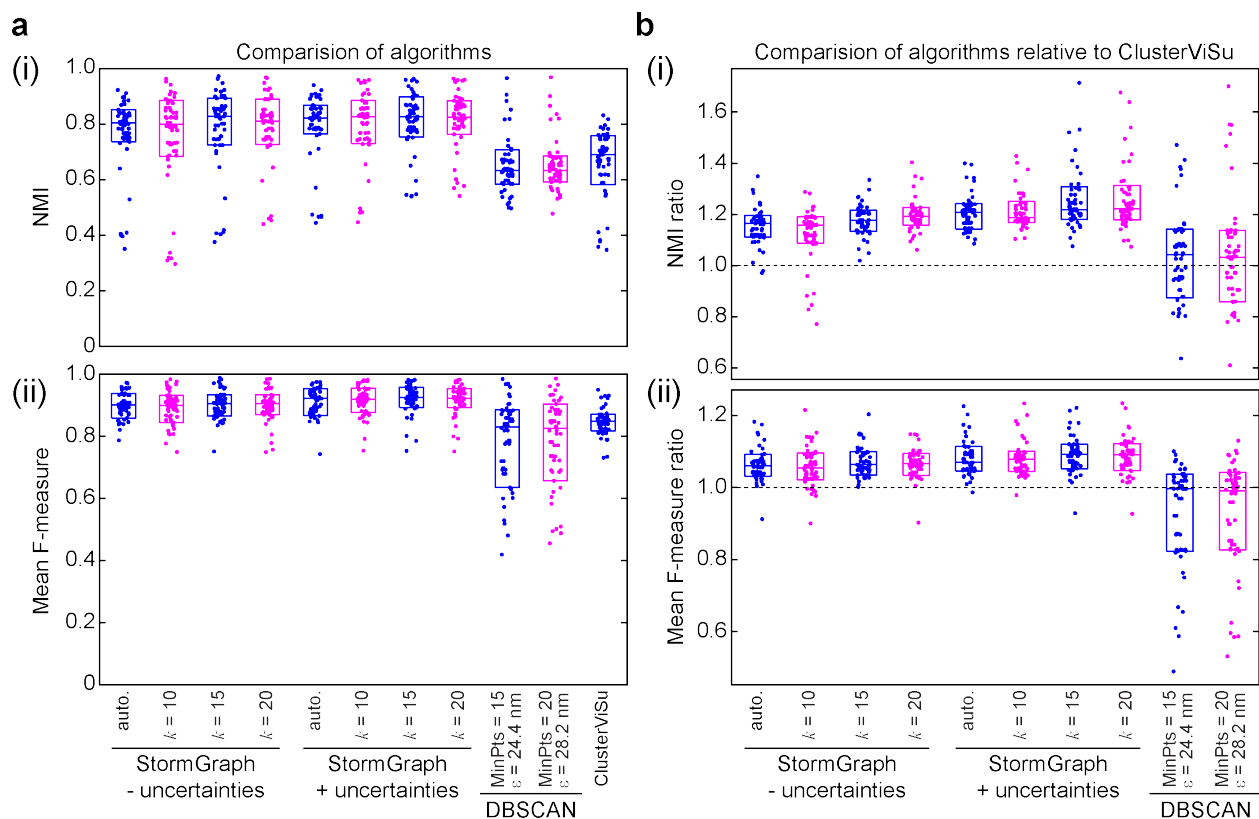 a
Comparision of algorithms
(i)
NMI
1.0
0.8
0.6
0.4
0.2
0
(ii)
Mean F-measure
1.0
0.8
0.6
0.4
0.2
0
auto.
k = 10
k = 15
k = 20
auto.
k = 10
k = 15
k = 20
MinPts = 15
ε = 24.4 nm
MinPts = 20
ε = 28.2 nm
ClusterViSu
StormGraph
- uncertainties
StormGraph
+ uncertainties
DBSCAN
b
Comparision of algorithms relative to ClusterViSu
(i)
NMI ratio
1.6
1.4
1.2
1.0
0.8
0.6
(ii)
Mean F-measure ratio
1.2
1.0
0.8
0.6
auto.
k = 10
k = 15
k = 20
auto.
k = 10
k = 15
k = 20
MinPts = 15
ε = 24.4 nm
MinPts = 20
ε = 28.2 nm
StormGraph
- uncertainties
StormGraph
+ uncertainties
DBSCAN